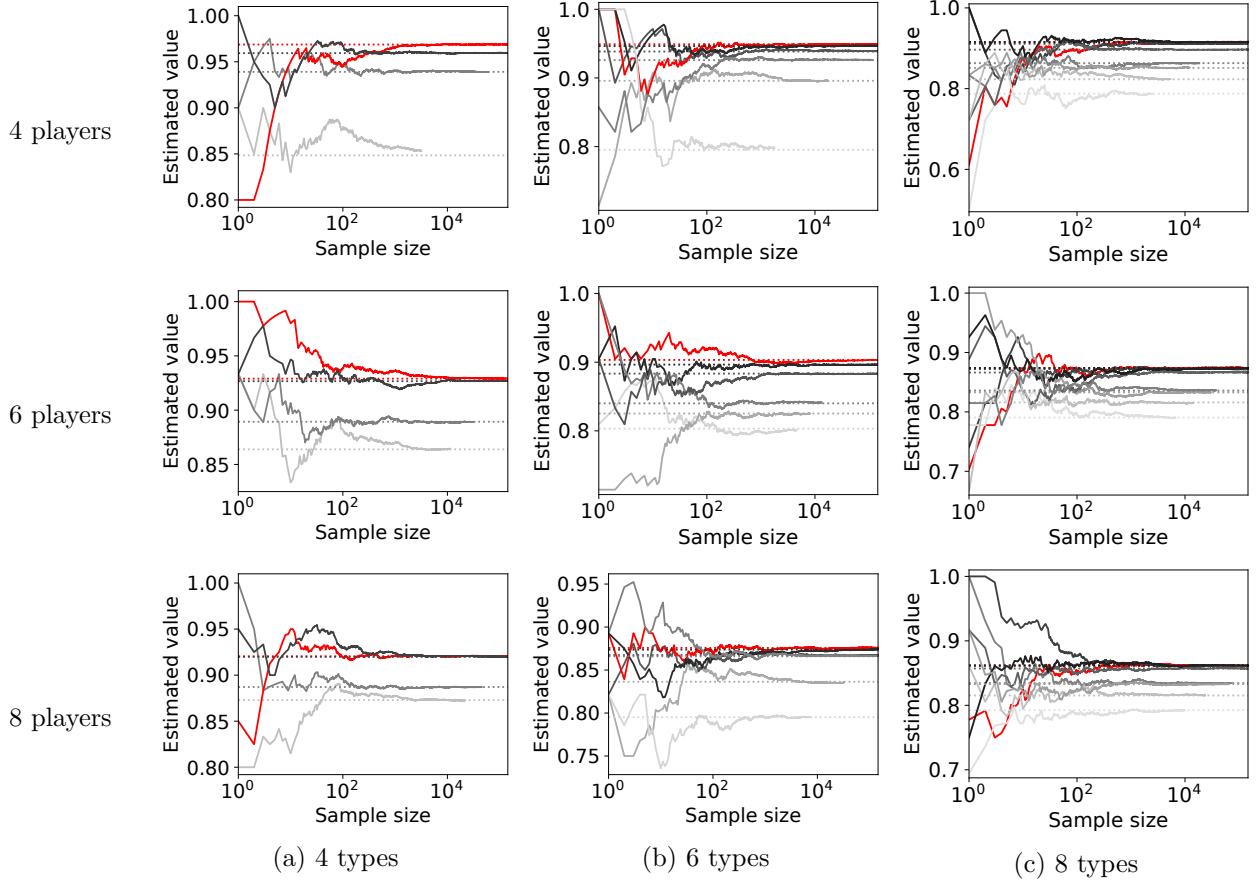 4 players
Estimated value
1.00
0.95
0.90
0.85
0.80
10^0
10^2
10^4
Sample size
Estimated value
1.0
0.9
0.8
10^0
10^2
10^4
Sample size
Estimated value
1.0
0.8
0.6
10^0
10^2
10^4
Sample size
6 players
Estimated value
1.00
0.95
0.90
0.85
10^0
10^2
10^4
Sample size
Estimated value
1.0
0.9
0.8
10^0
10^2
10^4
Sample size
Estimated value
1.0
0.9
0.8
0.7
10^0
10^2
10^4
Sample size
8 players
Estimated value
1.00
0.95
0.90
0.85
0.80
10^0
10^2
10^4
Sample size
Estimated value
0.95
0.90
0.85
0.80
0.75
10^0
10^2
10^4
Sample size
Estimated value
1.0
0.9
0.8
0.7
10^0
10^2
10^4
Sample size
(a) 4 types
(b) 6 types
(c) 8 types